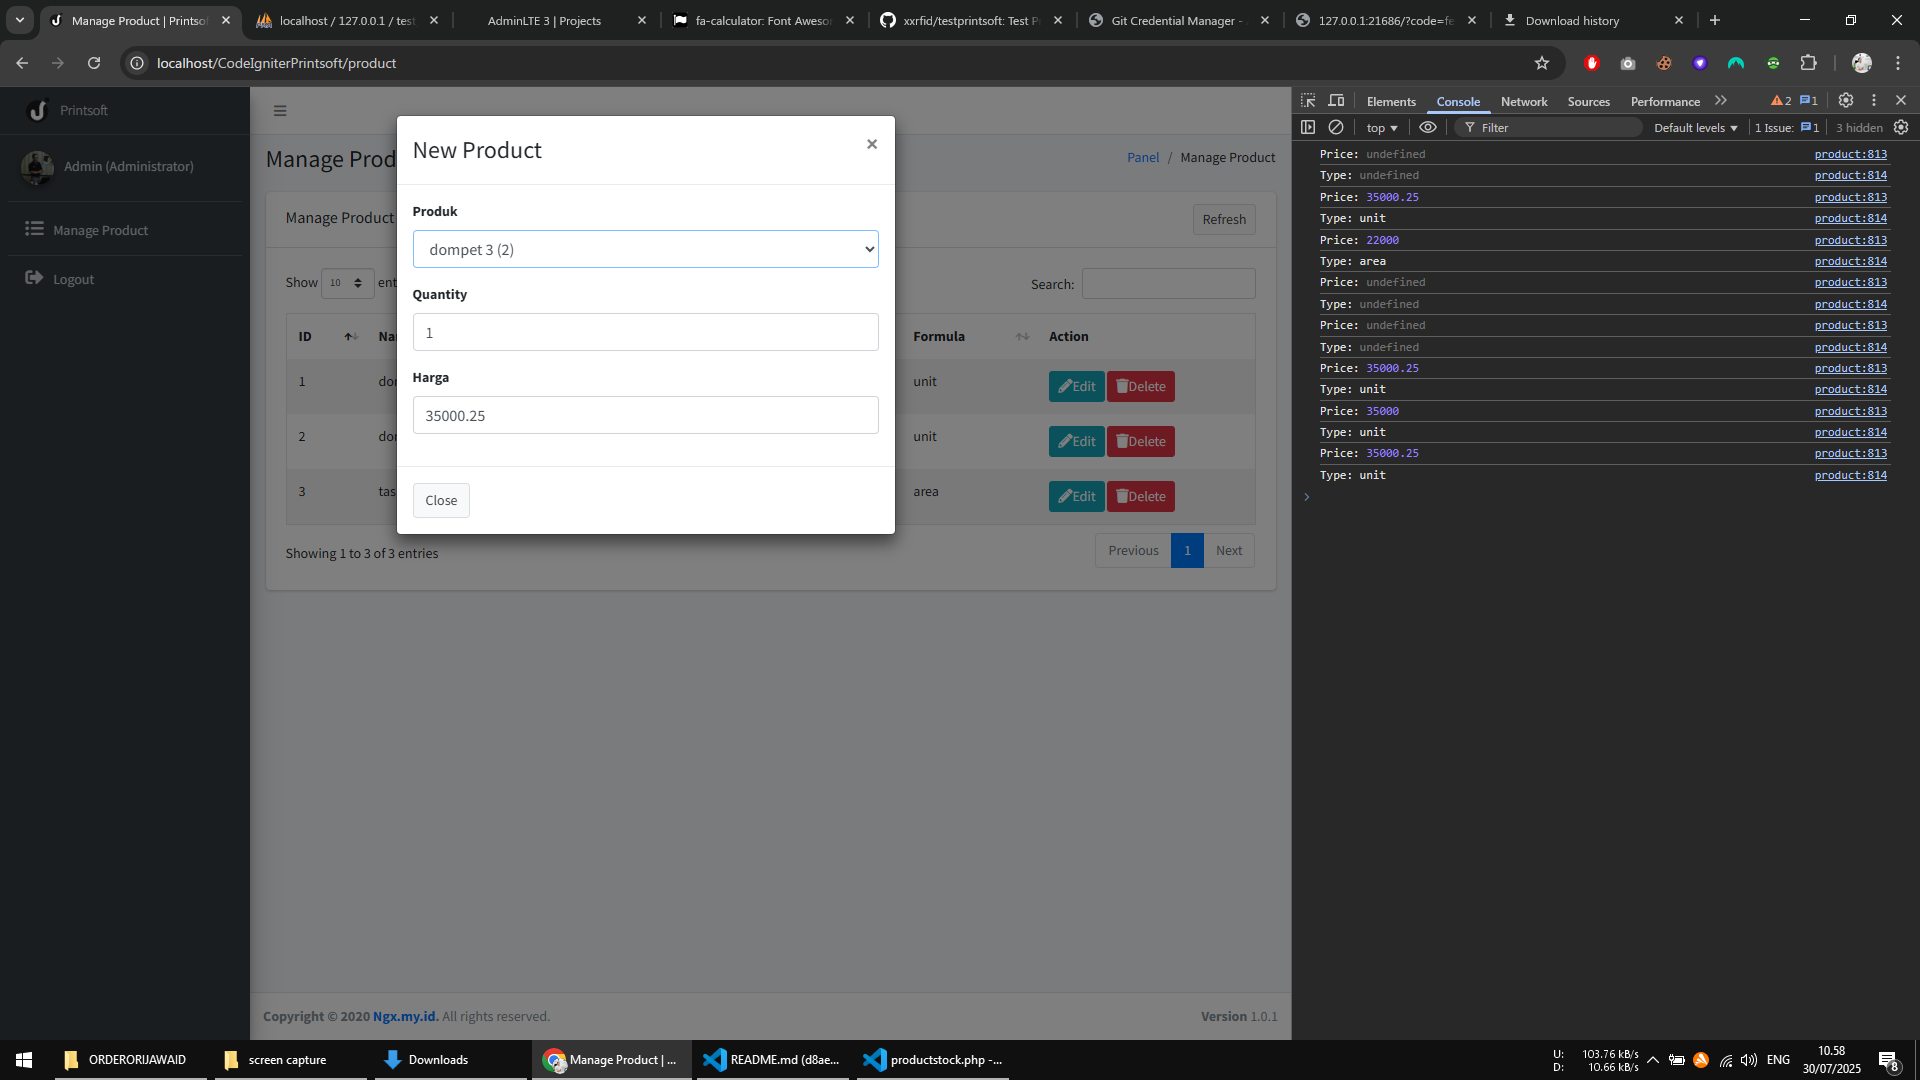 Manage Product | Printsof
localhost / 127.0.0.1 / test
AdminLTE 3 | Projects
fa-calculator: Font Aweso
xxrfid/testprintsoft: Test P
Git Credential Manager -
127.0.0.1:21686/?code=fe
Download history
localhost/CodeIgniterPrintsoft/product
Printsoft
Admin (Administrator)
Manage Product
Logout
Manage Prod
Panel / Manage Product
Manage Product
Refresh
Show 10 ent
Search:
ID
Na
Formula
Action
1
do
unit
Edit
Delete
2
do
unit
Edit
Delete
3
tas
area
Edit
Delete
Showing 1 to 3 of 3 entries
Previous
1
Next
New Product
×
Produk
dompet 3 (2)
Quantity
1
Harga
35000.25
Close
Copyright © 2020 Ngx.my.id. All rights reserved.
Version 1.0.1
Elements
Console
Network
Sources
Performance
2
1
top
Filter
Default levels
1 Issue: 1
3 hidden
Price: undefined product:813
Type: undefined product:814
Price: 35000.25 product:813
Type: unit product:814
Price: 22000 product:813
Type: area product:814
Price: undefined product:813
Type: undefined product:814
Price: undefined product:813
Type: undefined product:814
Price: 35000.25 product:813
Type: unit product:814
Price: 35000 product:813
Type: unit product:814
Price: 35000.25 product:813
Type: unit product:814
ORDERORIJAWAID
screen capture
Downloads
Manage Product | ...
README.md (d8ae...
productstock.php -...
U: 103.76 kB/s
D: 10.66 kB/s
ENG
10.58
30/07/2025
8